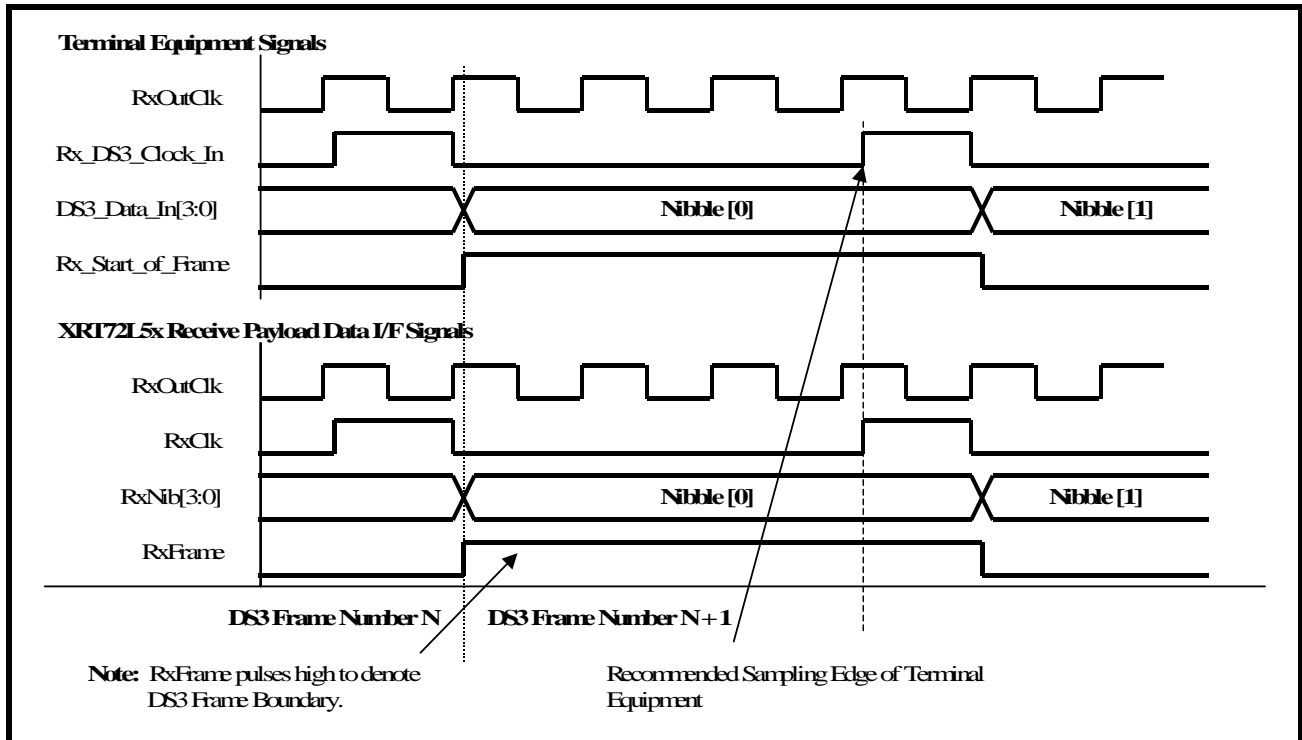 Terminal Equipment Signals
RxOutClk
Rx_DS3_Clock_In
DS3_Data_In[3:0]
Nibble [0]
Nibble [1]
Rx_Start_of_Frame
XRT72L5x Receive Payload Data I/F Signals
RxOutClk
RxClk
RxNib[3:0]
Nibble [0]
Nibble [1]
RxFrame
DS3 Frame Number N
DS3 Frame Number N + 1
Note: RxFrame pulses high to denote
DS3 Frame Boundary.
Recommended Sampling Edge of Terminal
Equipment